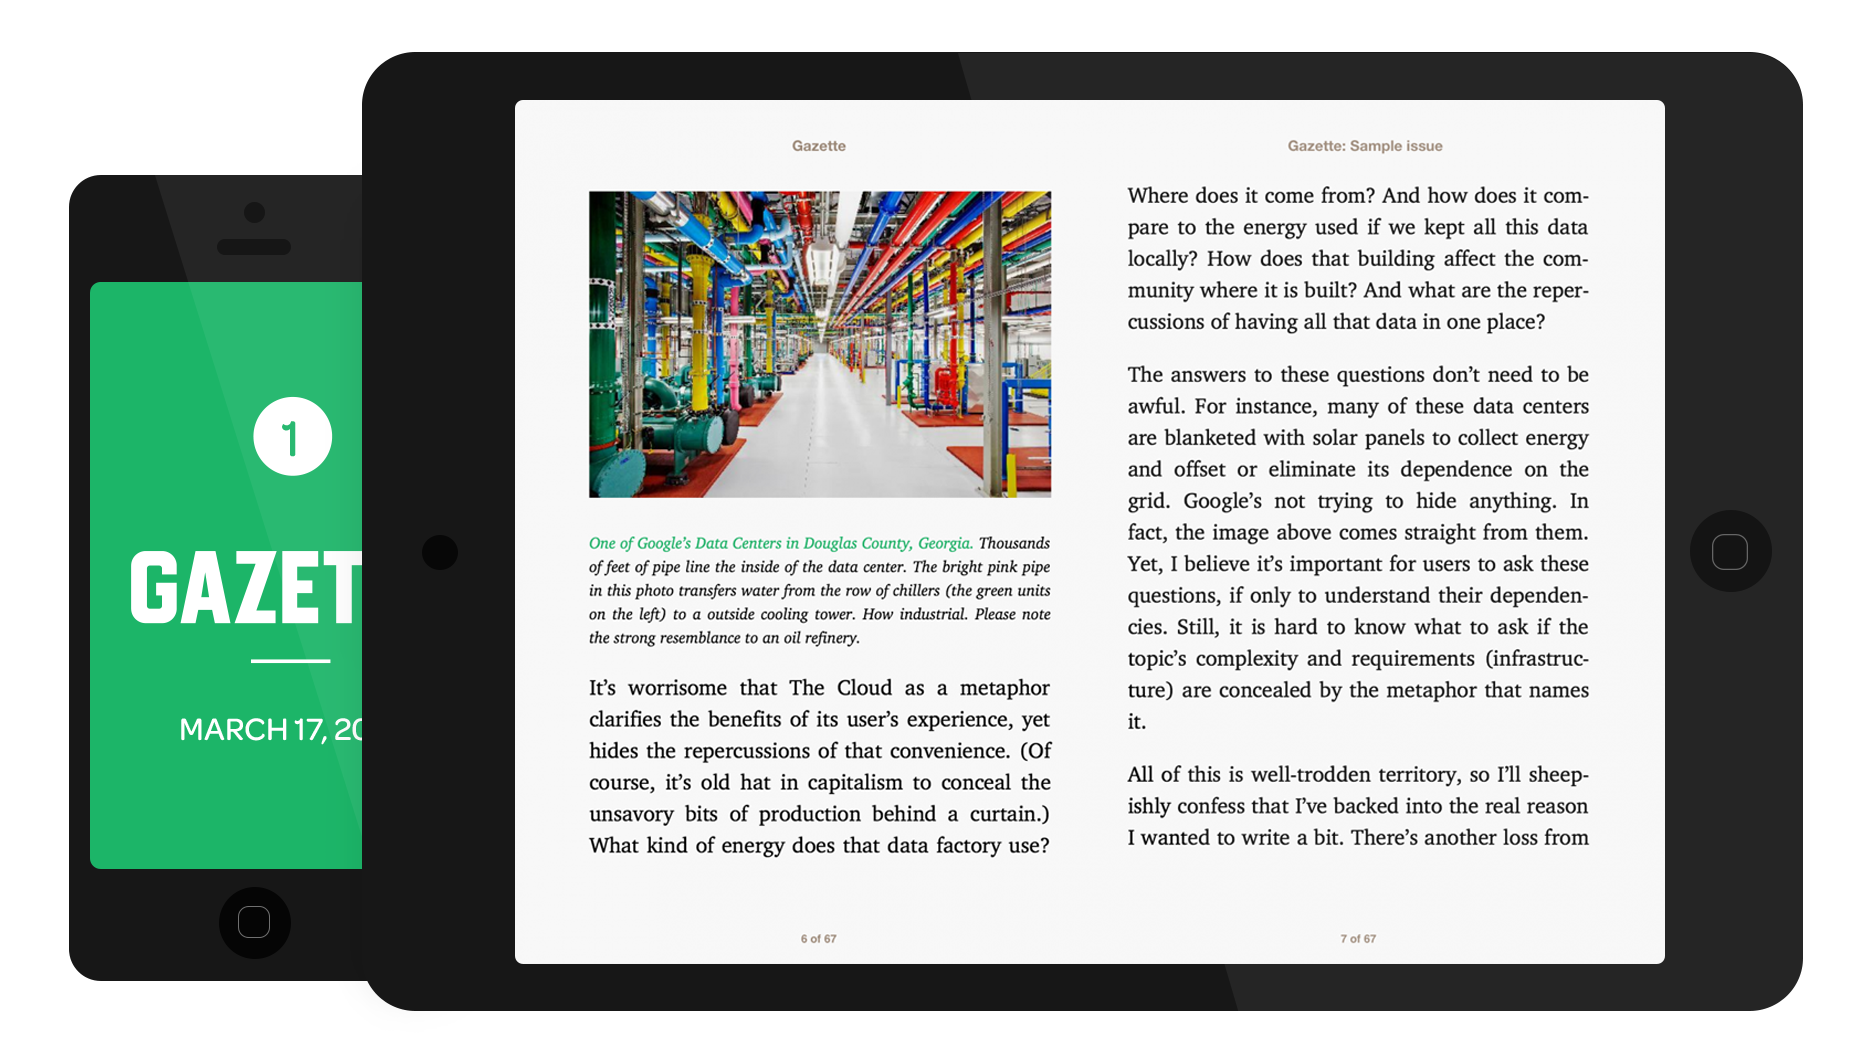 1
GAZET
MARCH 17, 20
Gazette
One of Google’s Data Centers in Douglas County, Georgia. Thousands
of feet of pipe line the inside of the data center. The bright pink pipe
in this photo transfers water from the row of chillers (the green units
on the left) to a outside cooling tower. How industrial. Please note
the strong resemblance to an oil refinery.
It’s worrisome that The Cloud as a metaphor
clarifies the benefits of its user’s experience, yet
hides the repercussions of that convenience. (Of
course, it’s old hat in capitalism to conceal the
unsavory bits of production behind a curtain.)
What kind of energy does that data factory use?
6 of 67
Gazette: Sample issue
Where does it come from? And how does it com-
pare to the energy used if we kept all this data
locally? How does that building affect the com-
munity where it is built? And what are the reper-
cussions of having all that data in one place?
The answers to these questions don’t need to be
awful. For instance, many of these data centers
are blanketed with solar panels to collect energy
and offset or eliminate its dependence on the
grid. Google’s not trying to hide anything. In
fact, the image above comes straight from them.
Yet, I believe it’s important for users to ask these
questions, if only to understand their dependen-
cies. Still, it is hard to know what to ask if the
topic’s complexity and requirements (infrastruc-
ture) are concealed by the metaphor that names
it.
All of this is well-trodden territory, so I’ll sheep-
ishly confess that I’ve backed into the real reason
I wanted to write a bit. There’s another loss from
7 of 67